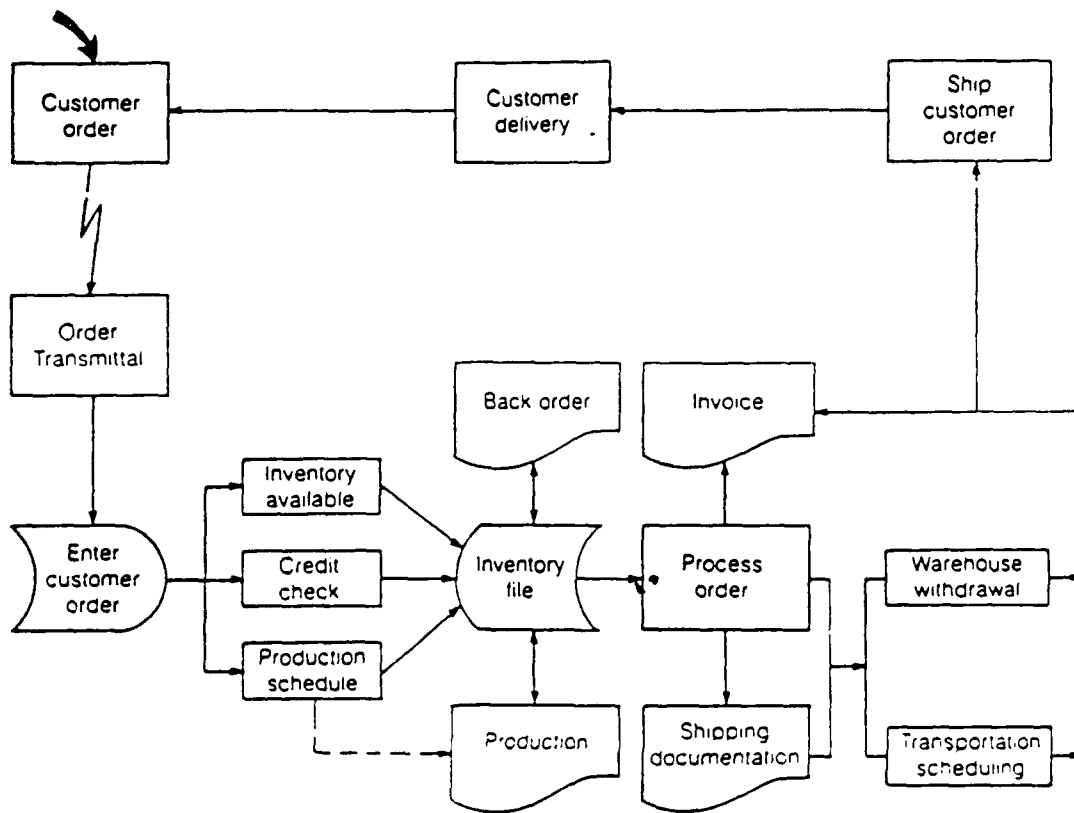 Customer
order
Customer
delivery
Ship
customer
order
Order
Transmittal
Back order
Invoice
Inventory
available
Enter
customer
order
Credit
check
Inventory
file
Process
order
Warehouse
withdrawal
Production
schedule
Production
Shipping
documentation
Transportation
scheduling